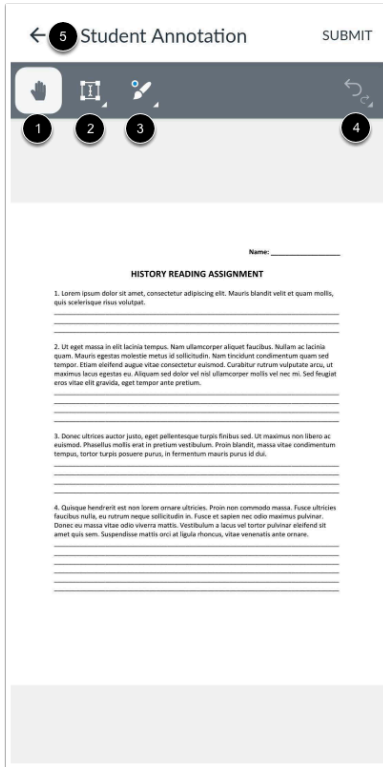 5 Student Annotation SUBMIT
1 2 3 4
Name:
HISTORY READING ASSIGNMENT
1. Lorem ipsum dolor sit amet, consectetur adipiscing elit. Mauris blandit velit et quam mollis,
quis scelerisque risus volutpat.
2. Ut eget massa in elit lacinia tempus. Nam ullamcorper aliquet faucibus. Nullam ac lacinia
quam. Mauris egestas molestie metus id sollicitudin. Nam tincidunt condimentum quam sed
tempor. Etiam eleifend augue vitae consectetur euismod. Curabitur rutrum vulputate arcu, ut
maximus lacus egestas eu. Aliquam sed dolor vel nisl ullamcorper mollis vel nec mi. Sed feugiat
eros vitae elit gravida, eget tempor ante pretium.
3. Donec ultrices auctor justo, eget pellentesque turpis finibus sed. Ut maximus non libero ac
euismod. Phasellus mollis erat in pretium vestibulum. Proin blandit, massa vitae condimentum
tempus, tortor turpis posuere purus, in fermentum mauris purus id dui.
4. Quisque hendrerit est non lorem ornare ultricies. Proin non commodo massa. Fusce ultricies
faucibus nulla, eu rutrum neque sollicitudin in. Fusce et sapien nec odio maximus pulvinar.
Donec eu massa vitae odio viverra mattis. Vestibulum a lacus vel tortor pulvinar eleifend sit
amet quis sem. Suspendisse mattis orci at ligula rhoncus, vitae venenatis ante ornare.